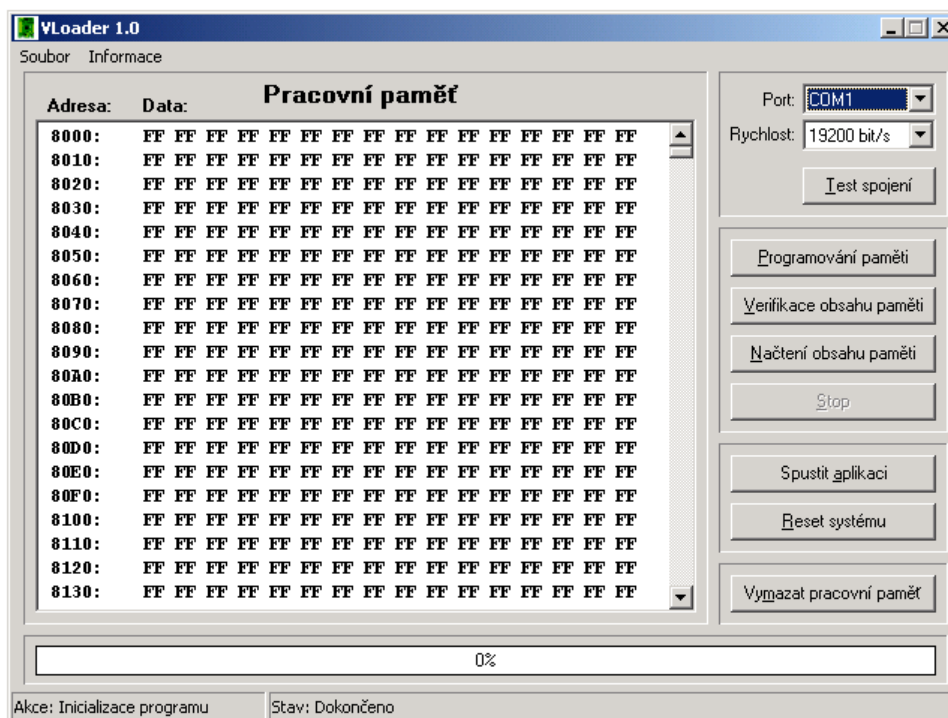 VLoader 1.0
Soubor Informace
Pracovní paměť
Adresa: Data:
8000: FF FF FF FF FF FF FF FF FF FF FF FF FF FF FF FF
8010: FF FF FF FF FF FF FF FF FF FF FF FF FF FF FF FF
8020: FF FF FF FF FF FF FF FF FF FF FF FF FF FF FF FF
8030: FF FF FF FF FF FF FF FF FF FF FF FF FF FF FF FF
8040: FF FF FF FF FF FF FF FF FF FF FF FF FF FF FF FF
8050: FF FF FF FF FF FF FF FF FF FF FF FF FF FF FF FF
8060: FF FF FF FF FF FF FF FF FF FF FF FF FF FF FF FF
8070: FF FF FF FF FF FF FF FF FF FF FF FF FF FF FF FF
8080: FF FF FF FF FF FF FF FF FF FF FF FF FF FF FF FF
8090: FF FF FF FF FF FF FF FF FF FF FF FF FF FF FF FF
80A0: FF FF FF FF FF FF FF FF FF FF FF FF FF FF FF FF
80B0: FF FF FF FF FF FF FF FF FF FF FF FF FF FF FF FF
80C0: FF FF FF FF FF FF FF FF FF FF FF FF FF FF FF FF
80D0: FF FF FF FF FF FF FF FF FF FF FF FF FF FF FF FF
80E0: FF FF FF FF FF FF FF FF FF FF FF FF FF FF FF FF
80F0: FF FF FF FF FF FF FF FF FF FF FF FF FF FF FF FF
8100: FF FF FF FF FF FF FF FF FF FF FF FF FF FF FF FF
8110: FF FF FF FF FF FF FF FF FF FF FF FF FF FF FF FF
8120: FF FF FF FF FF FF FF FF FF FF FF FF FF FF FF FF
8130: FF FF FF FF FF FF FF FF FF FF FF FF FF FF FF FF
Port: COM1
Rychlost: 19200 bit/s
Test spojení
Programování paměti
Verifikace obsahu paměti
Načtení obsahu paměti
Stop
Spustit aplikaci
Reset systému
Vymazat pracovní paměť
0%
Akce: Inicializace programu
Stav: Dokončeno